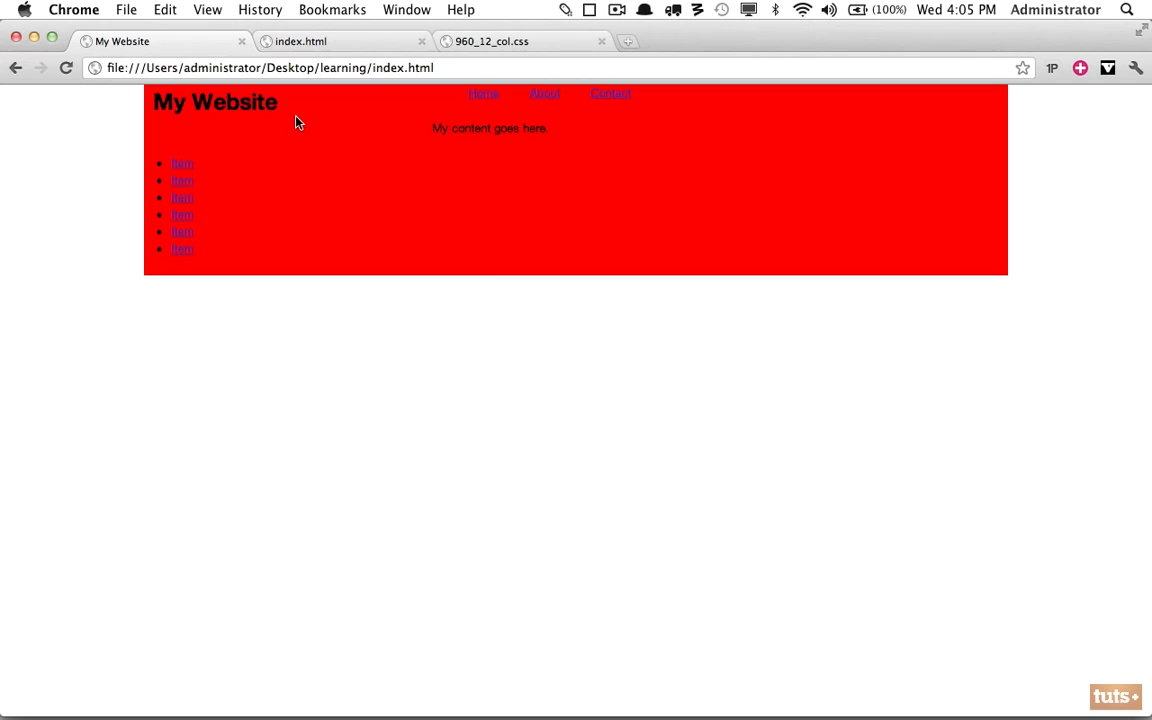 Chrome File Edit View History Bookmarks Window Help (100%) Wed 4:05 PM Administrator
My Website index.html 960_12_col.css
file:///Users/administrator/Desktop/learning/index.html 1P
My Website Home About Contact
My content goes here.
Item
Item
Item
Item
Item
Item
tuts+